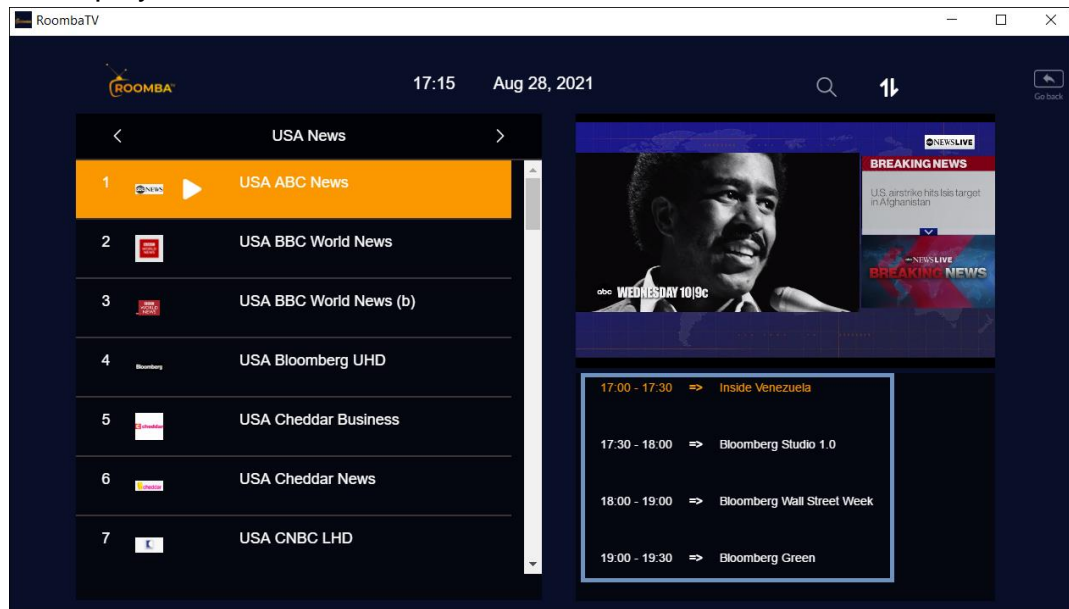 RoombaTV
ROOMBA
17:15 Aug 28, 2021
Go back
USA News
1 NEWS USA ABC News
2 USA BBC World News
3 USA BBC World News (b)
4 Bloomberg USA Bloomberg UHD
5 cheddar USA Cheddar Business
6 cheddar USA Cheddar News
7 USA CNBC LHD
NEWSLIVE
BREAKING NEWS
U.S. airstrike hits Isis target
in Afghanistan
NEWSLIVE
BREAKING NEWS
abc WEDNESDAY 10|9c
17:00 - 17:30 => Inside Venezuela
17:30 - 18:00 => Bloomberg Studio 1.0
18:00 - 19:00 => Bloomberg Wall Street Week
19:00 - 19:30 => Bloomberg Green